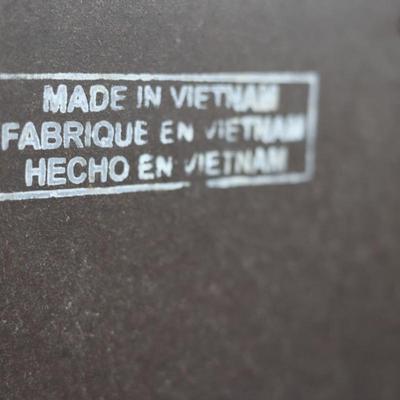 MADE IN VIETNAM
FABRIQUE EN VIETNAM
HECHO EN VIETNAM